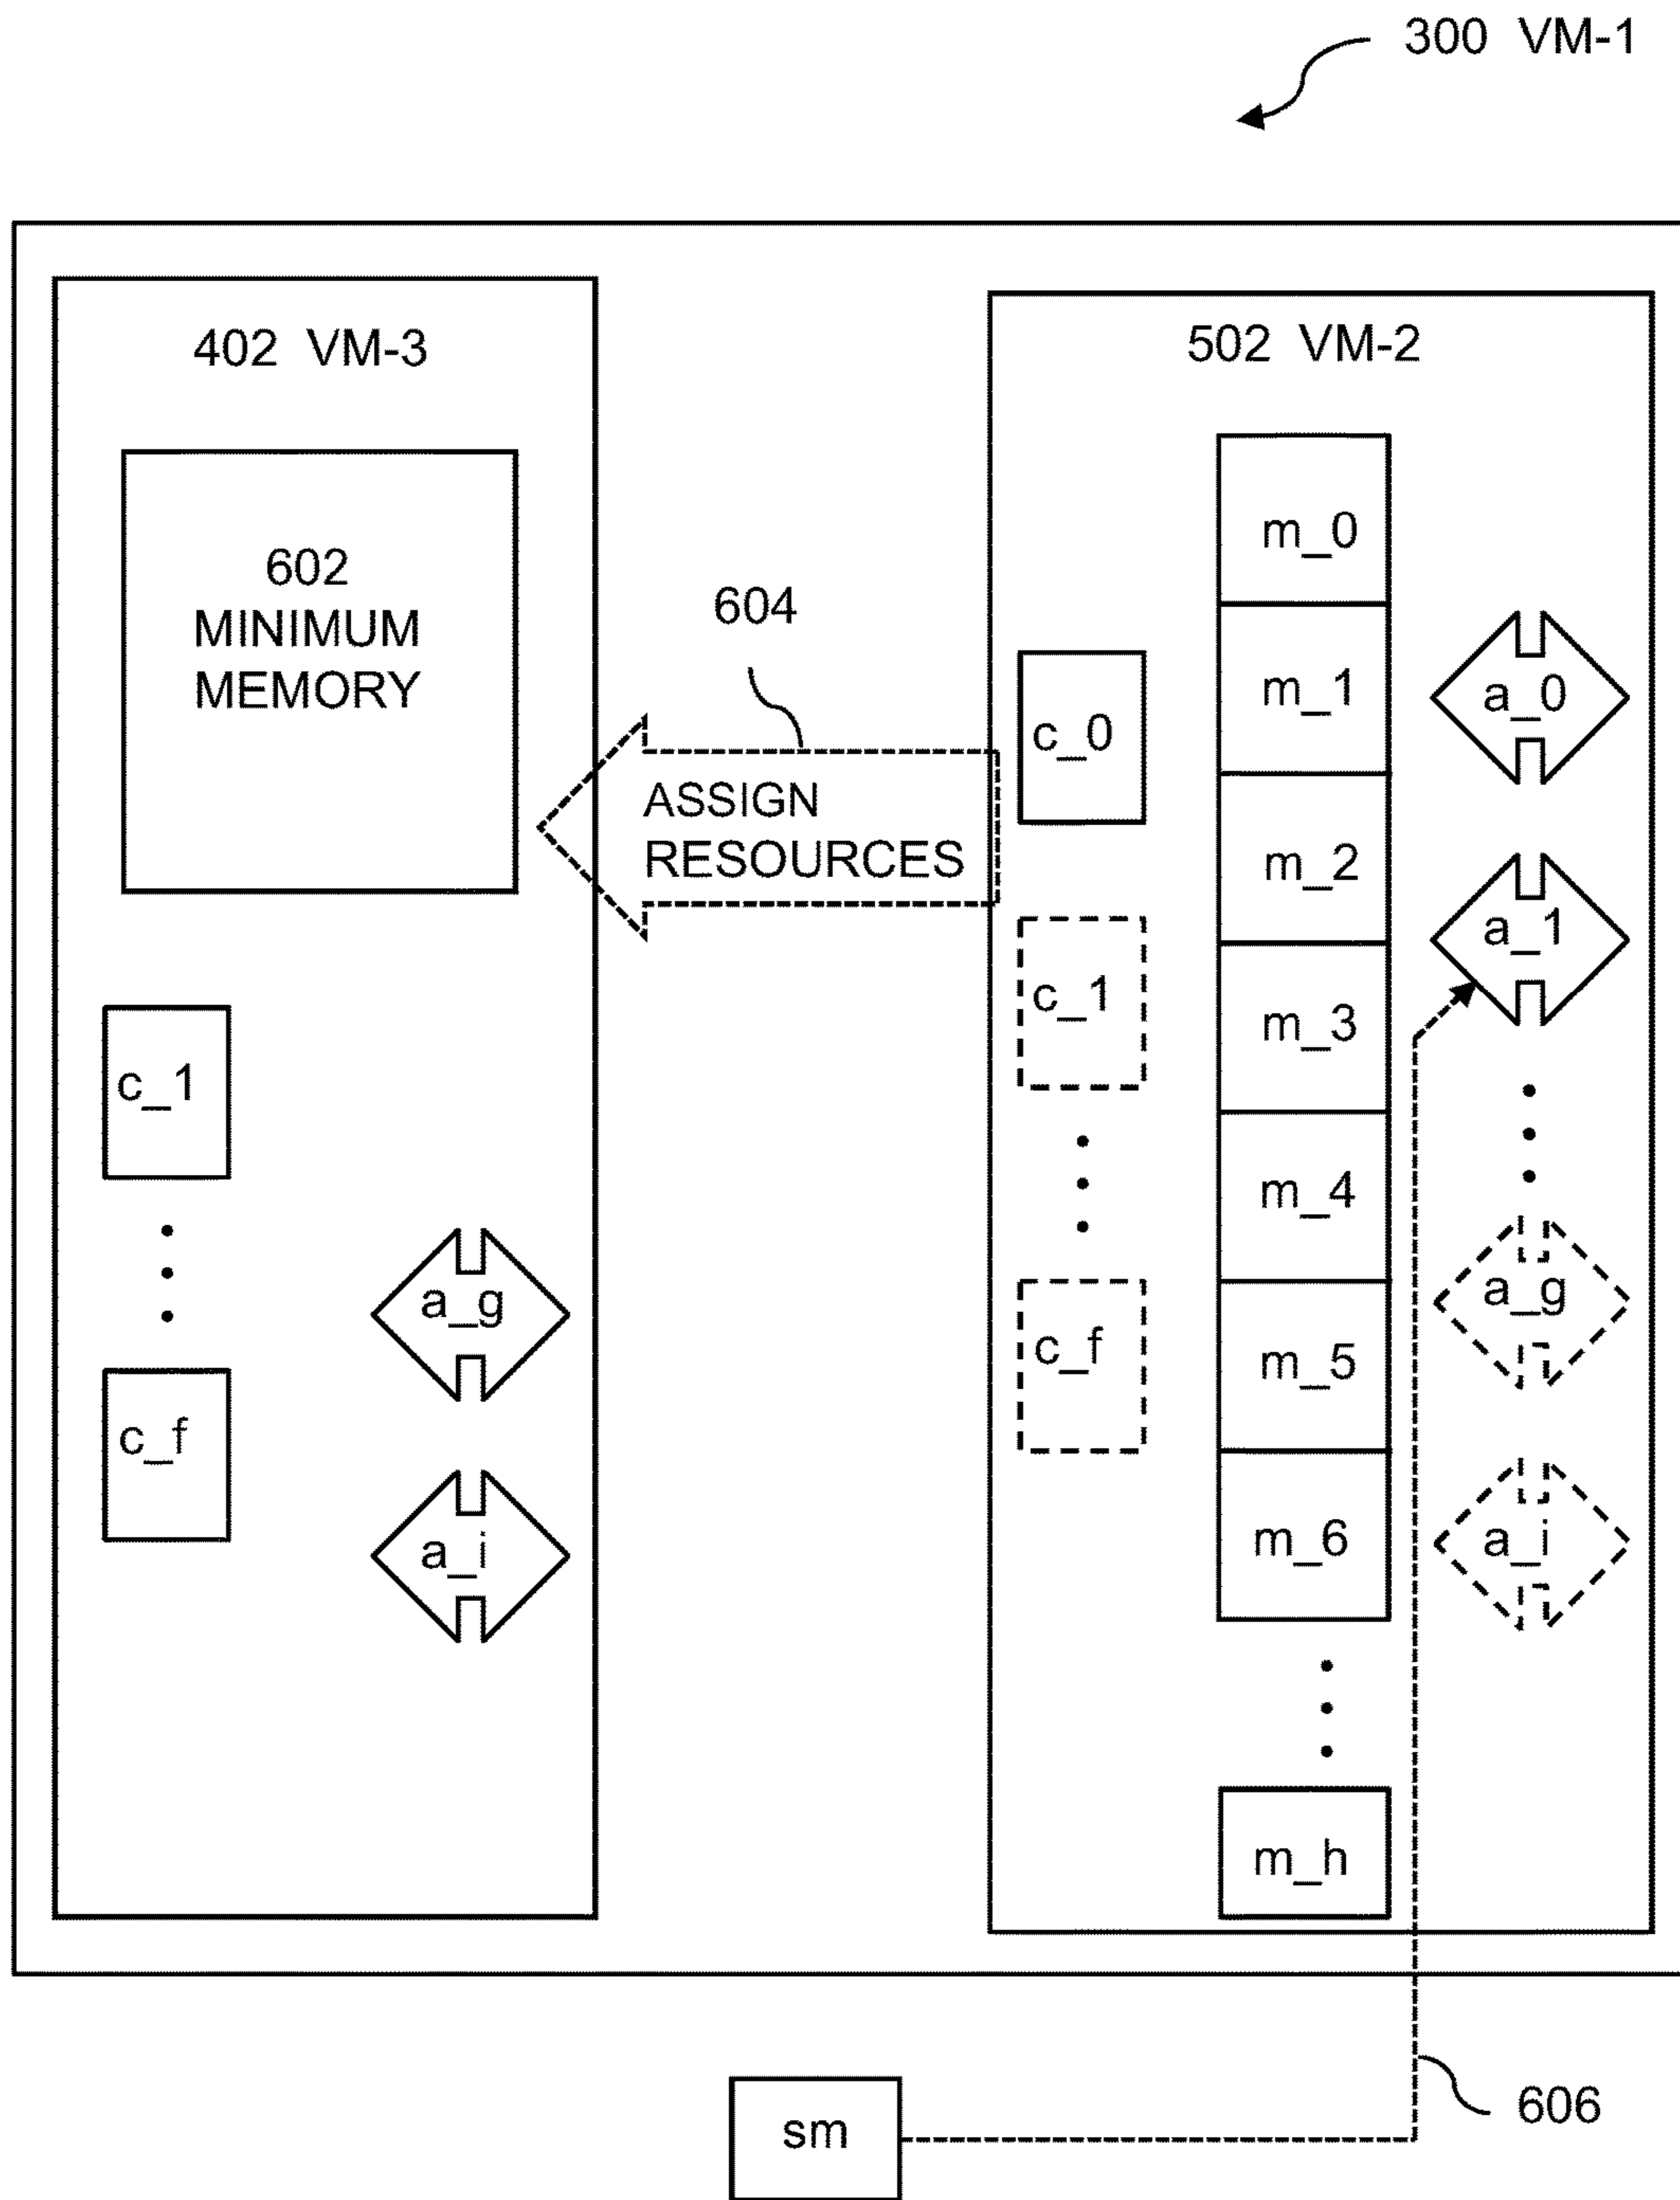 300 VM-1
402 VM-3
602
MINIMUM
MEMORY
c_1
c_f
a_g
a_i
604
ASSIGN
RESOURCES
502 VM-2
c_0
c_1
c_f
m_0
m_1
m_2
m_3
m_4
m_5
m_6
m_h
a_0
a_1
a_g
a_i
sm
606